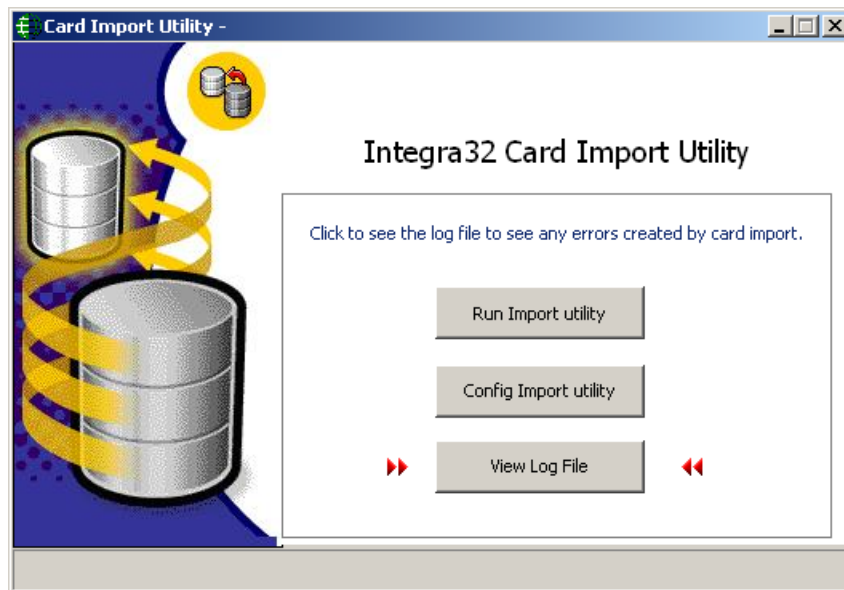 Card Import Utility -
Integra32 Card Import Utility
Click to see the log file to see any errors created by card import.
Run Import utility
Config Import utility
View Log File